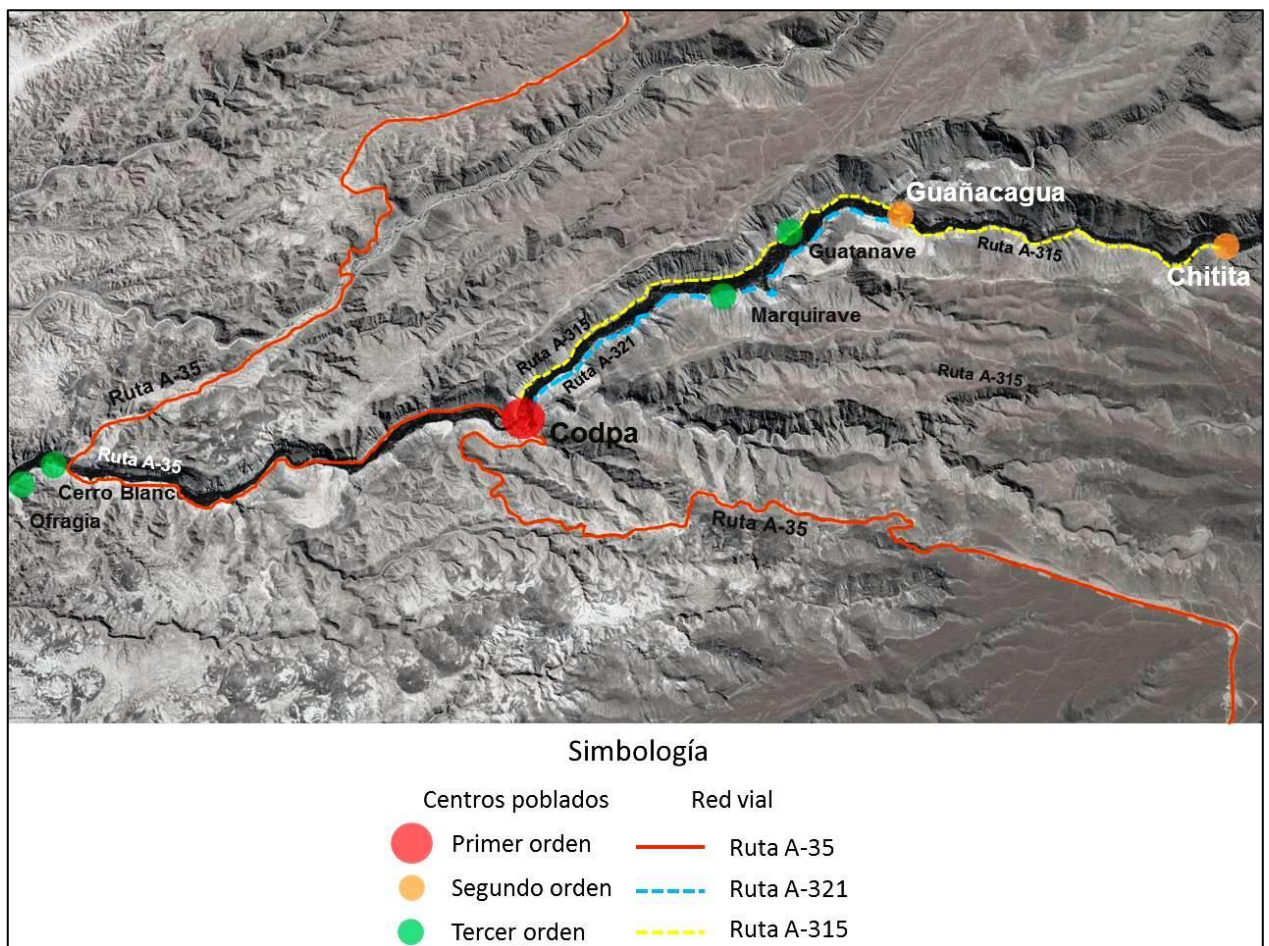 Guañacagua
Guatanave
Ruta A-315
Chitita
Marquirave
Ruta A-315
Ruta A-321
Ruta A-315
Ruta A-35
Codpa
Ruta A-35
Cerro Blanco
Ofragia
Ruta A-35
Simbología
Centros poblados
Red vial
Primer orden
Ruta A-35
Segundo orden
Ruta A-321
Tercer orden
Ruta A-315